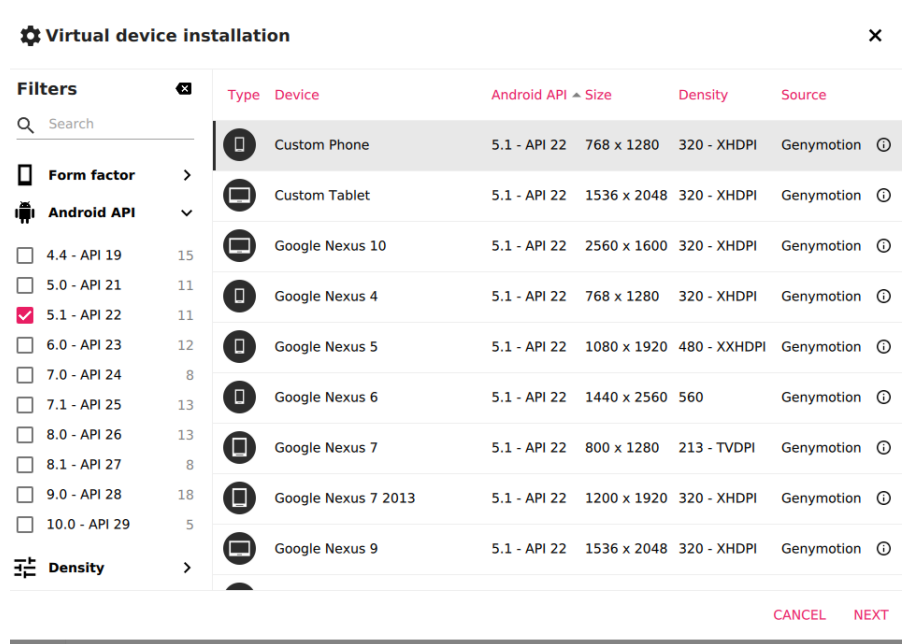 Virtual device installation
Filters
Search
Form factor
Android API
4.4 - API 19 15
5.0 - API 21 11
5.1 - API 22 11
6.0 - API 23 12
7.0 - API 24 8
7.1 - API 25 13
8.0 - API 26 13
8.1 - API 27 8
9.0 - API 28 18
10.0 - API 29 5
Density
Type Device Android API Size Density Source
Custom Phone 5.1 - API 22 768 x 1280 320 - XHDPI Genymotion
Custom Tablet 5.1 - API 22 1536 x 2048 320 - XHDPI Genymotion
Google Nexus 10 5.1 - API 22 2560 x 1600 320 - XHDPI Genymotion
Google Nexus 4 5.1 - API 22 768 x 1280 320 - XHDPI Genymotion
Google Nexus 5 5.1 - API 22 1080 x 1920 480 - XXHDPI Genymotion
Google Nexus 6 5.1 - API 22 1440 x 2560 560 Genymotion
Google Nexus 7 5.1 - API 22 800 x 1280 213 - TVDPI Genymotion
Google Nexus 7 2013 5.1 - API 22 1200 x 1920 320 - XHDPI Genymotion
Google Nexus 9 5.1 - API 22 1536 x 2048 320 - XHDPI Genymotion
CANCEL NEXT